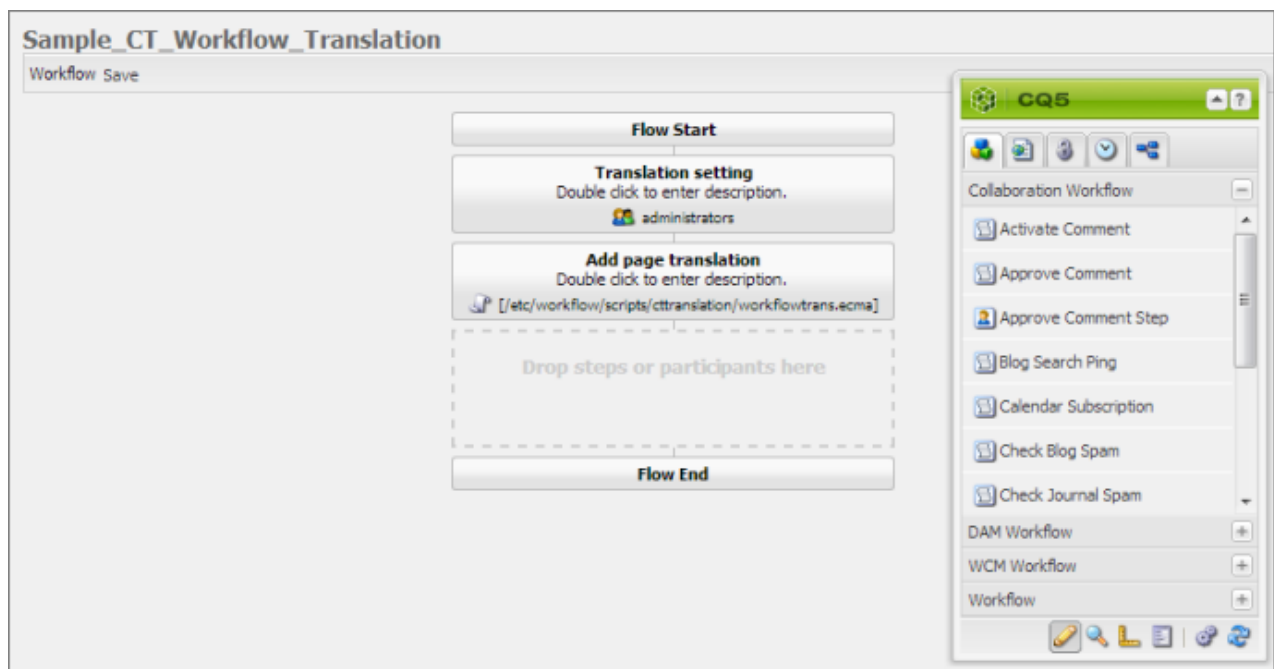 Sample_CT_Workflow_Translation
Workflow Save
Flow Start
Translation setting
Double click to enter description.
administrators
Add page translation
Double click to enter description.
[/etc/workflow/scripts/cttranslation/workflowtrans.ecma]
Drop steps or participants here
Flow End
CQ5
?
Collaboration Workflow
Activate Comment
Approve Comment
Approve Comment Step
Blog Search Ping
Calendar Subscription
Check Blog Spam
Check Journal Spam
DAM Workflow
WCM Workflow
Workflow